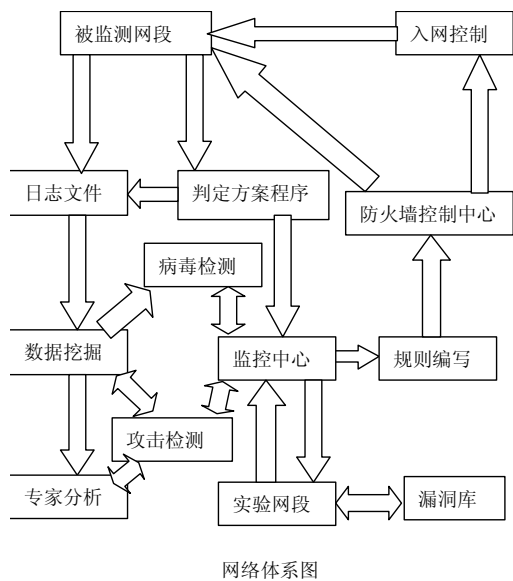 被监测网段
入网控制
日志文件
判定方案程序
防火墙控制中心
病毒检测
数据挖掘
监控中心
规则编写
攻击检测
专家分析
实验网段
漏洞库
网络体系图